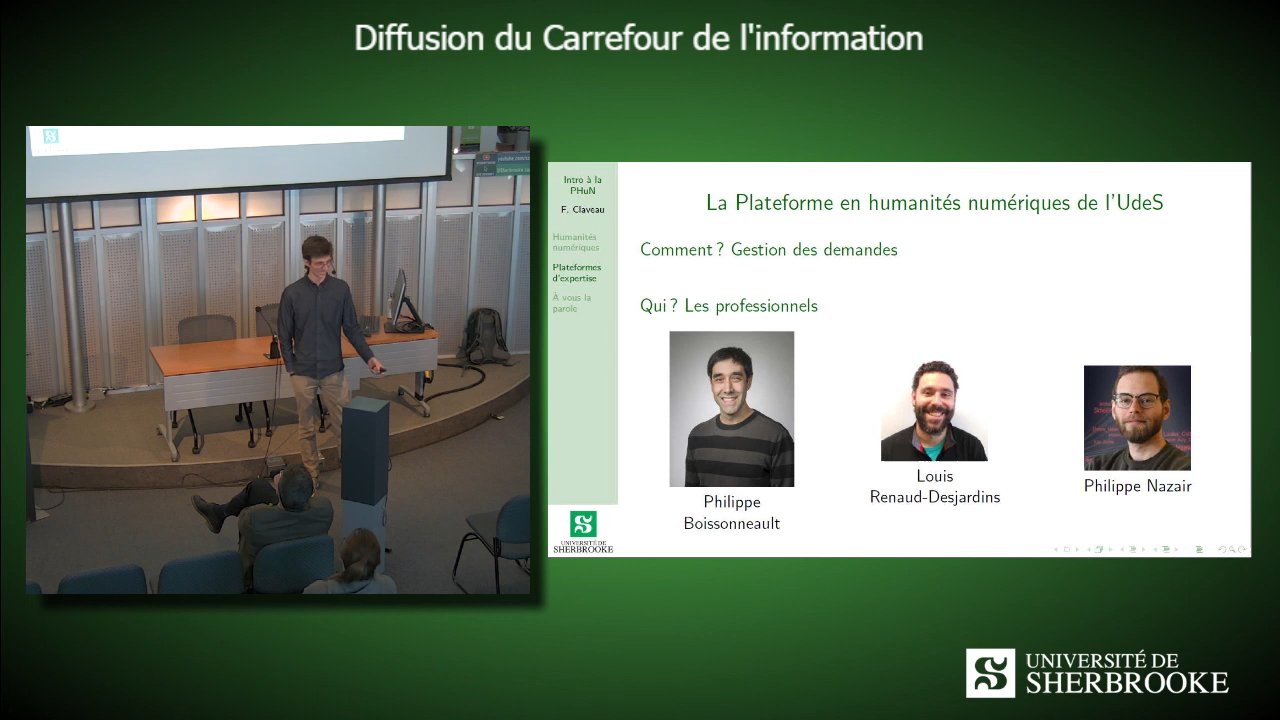 Diffusion du Carrefour de l'information
Intro à la
PHuN
F. Claveau
Humanités
numériques
Plateformes
d'expertise
À vous la
parole
La Plateforme en humanités numériques de l'UdeS
Comment ? Gestion des demandes
Qui ? Les professionnels
Philippe
Boissonneault
Louis
Renaud-Desjardins
Philippe Nazair
UNIVERSITÉ DE
SHERBROOKE
UNIVERSITÉ DE
SHERBROOKE